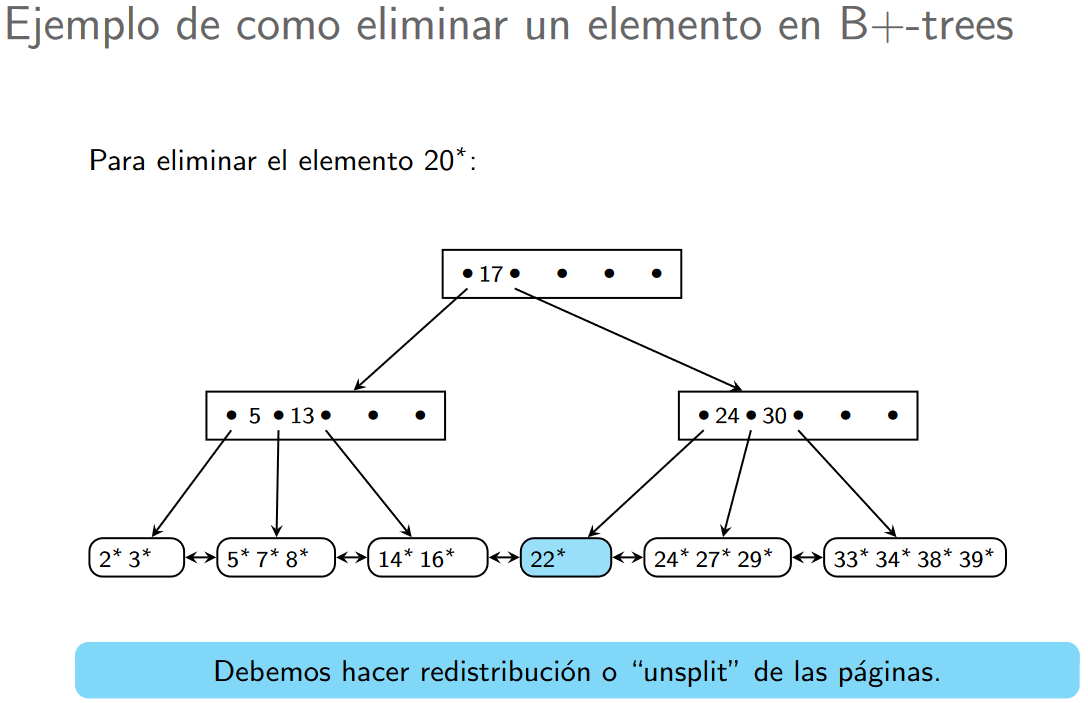 Ejemplo de como eliminar un elemento en B+-trees
Para eliminar el elemento 20*:
17
5 13
24 30
2* 3*
5* 7* 8*
14* 16*
22*
24* 27* 29*
33* 34* 38* 39*
Debemos hacer redistribución o “unsplit” de las páginas.